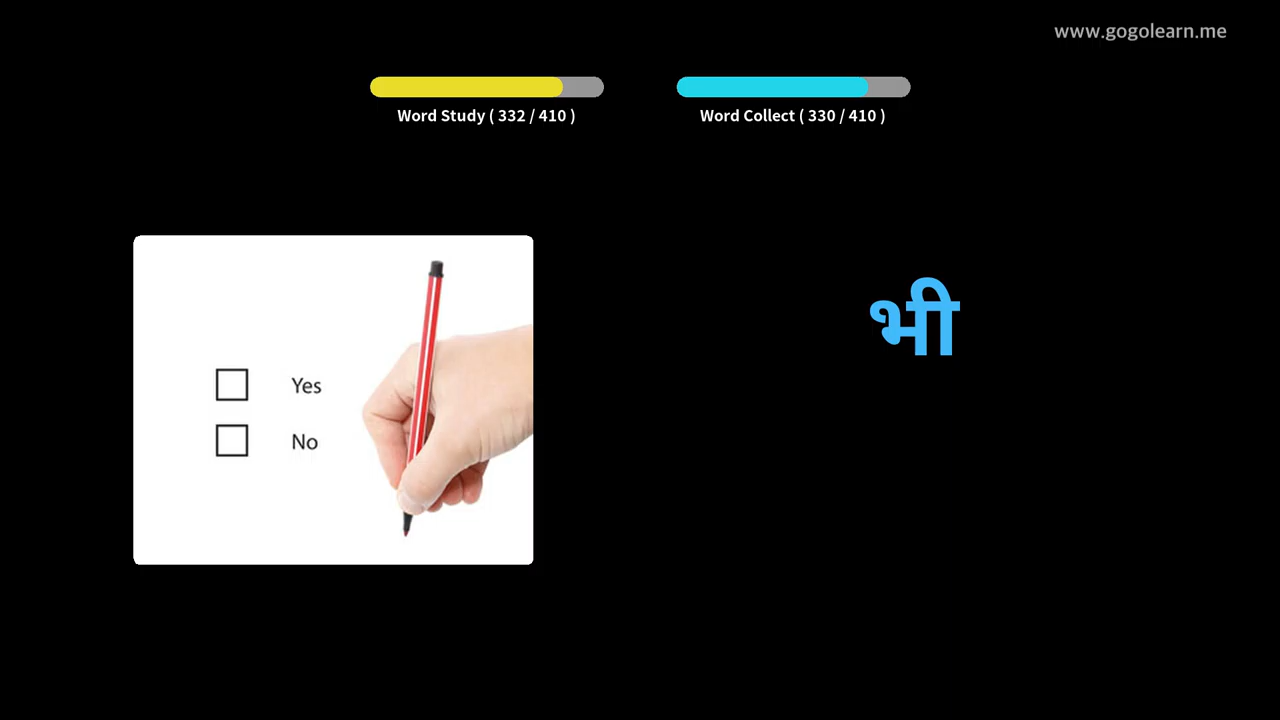 www.gogolearn.me
Word Study ( 332 / 410 )
Word Collect ( 330 / 410 )
भी
Yes
No